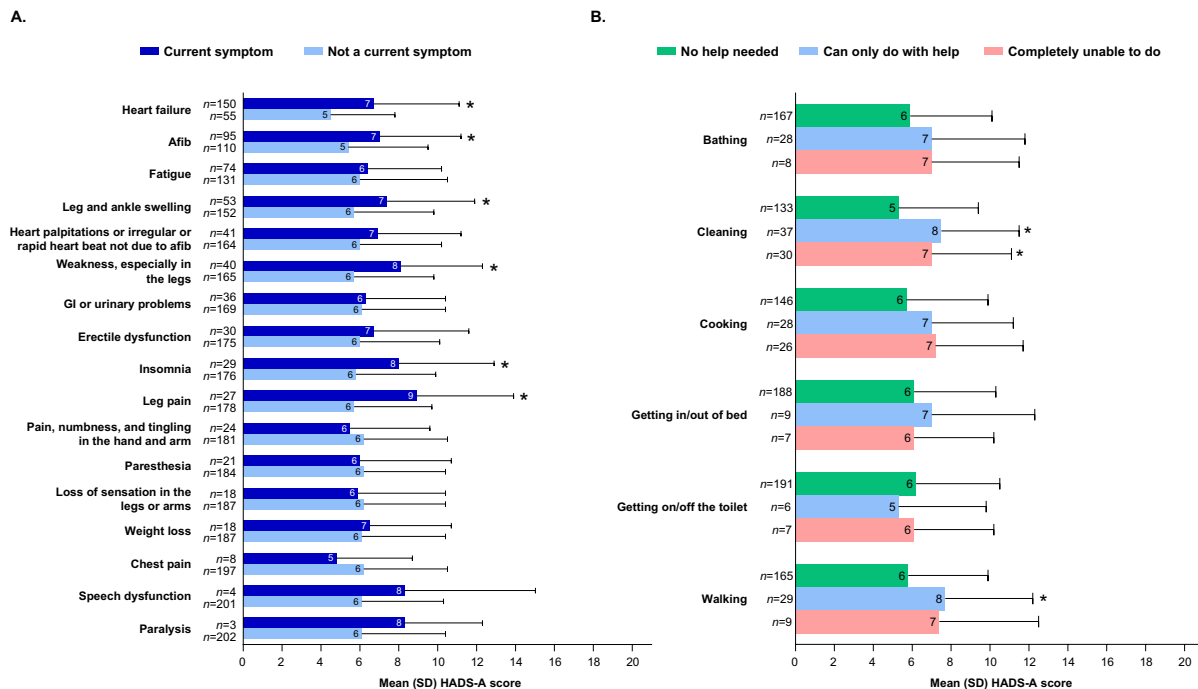 A.
Current symptom Not a current symptom
Heart failure n=150 7 *
n=55 5
Afib n=95 7 *
n=110 5
Fatigue n=74 6
n=131 6
Leg and ankle swelling n=53 7 *
n=152 6
Heart palpitations or irregular or n=41 7
rapid heart beat not due to afib n=164 6
Weakness, especially in n=40 8 *
the legs n=165 6
GI or urinary problems n=36 6
n=169 6
Erectile dysfunction n=30 7
n=175 6
Insomnia n=29 8 *
n=176 6
Leg pain n=27 9 *
n=178 6
Pain, numbness, and tingling n=24 6
in the hand and arm n=181 6
Paresthesia n=21 6
n=184 6
Loss of sensation in the n=18 6
legs or arms n=187 6
Weight loss n=18 7
n=187 6
Chest pain n=8 5
n=197 6
Speech dysfunction n=4 8
n=201 6
Paralysis n=3 8
n=202 6
0 2 4 6 8 10 12 14 16 18 20
Mean (SD) HADS-A score
B.
No help needed Can only do with help Completely unable to do
n=167 6
Bathing n=28 7
n=8 7
n=133 5
Cleaning n=37 8 *
n=30 7 *
n=146 6
Cooking n=28 7
n=26 7
n=188 6
Getting in/out of bed n=9 7
n=7 6
n=191 6
Getting on/off the toilet n=6 5
n=7 6
n=165 6
Walking n=29 8 *
n=9 7
0 2 4 6 8 10 12 14 16 18 20
Mean (SD) HADS-A score